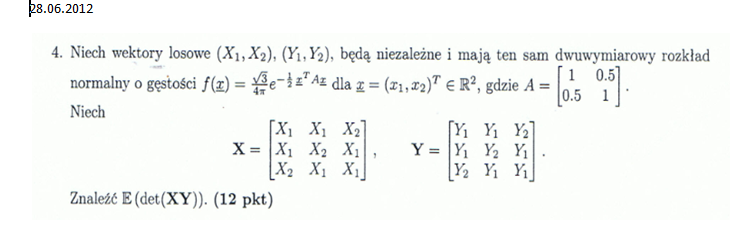 28.06.2012
4. Niech wektory losowe (X₁, X₂), (Y₁, Y₂), będą niezależne i mają ten sam dwuwymiarowy rozkład
normalny o gęstości f(x) = √3/4π e^{-½ xᵀAx} dla x = (x₁, x₂)ᵀ ∈ ℝ², gdzie A = [1 0.5; 0.5 1].
Niech
X = [X₁ X₁ X₂; X₁ X₂ X₁; X₂ X₁ X₁], Y = [Y₁ Y₁ Y₂; Y₁ Y₂ Y₁; Y₂ Y₁ Y₁].
Znaleźć 𝔼(det(XY)). (12 pkt)